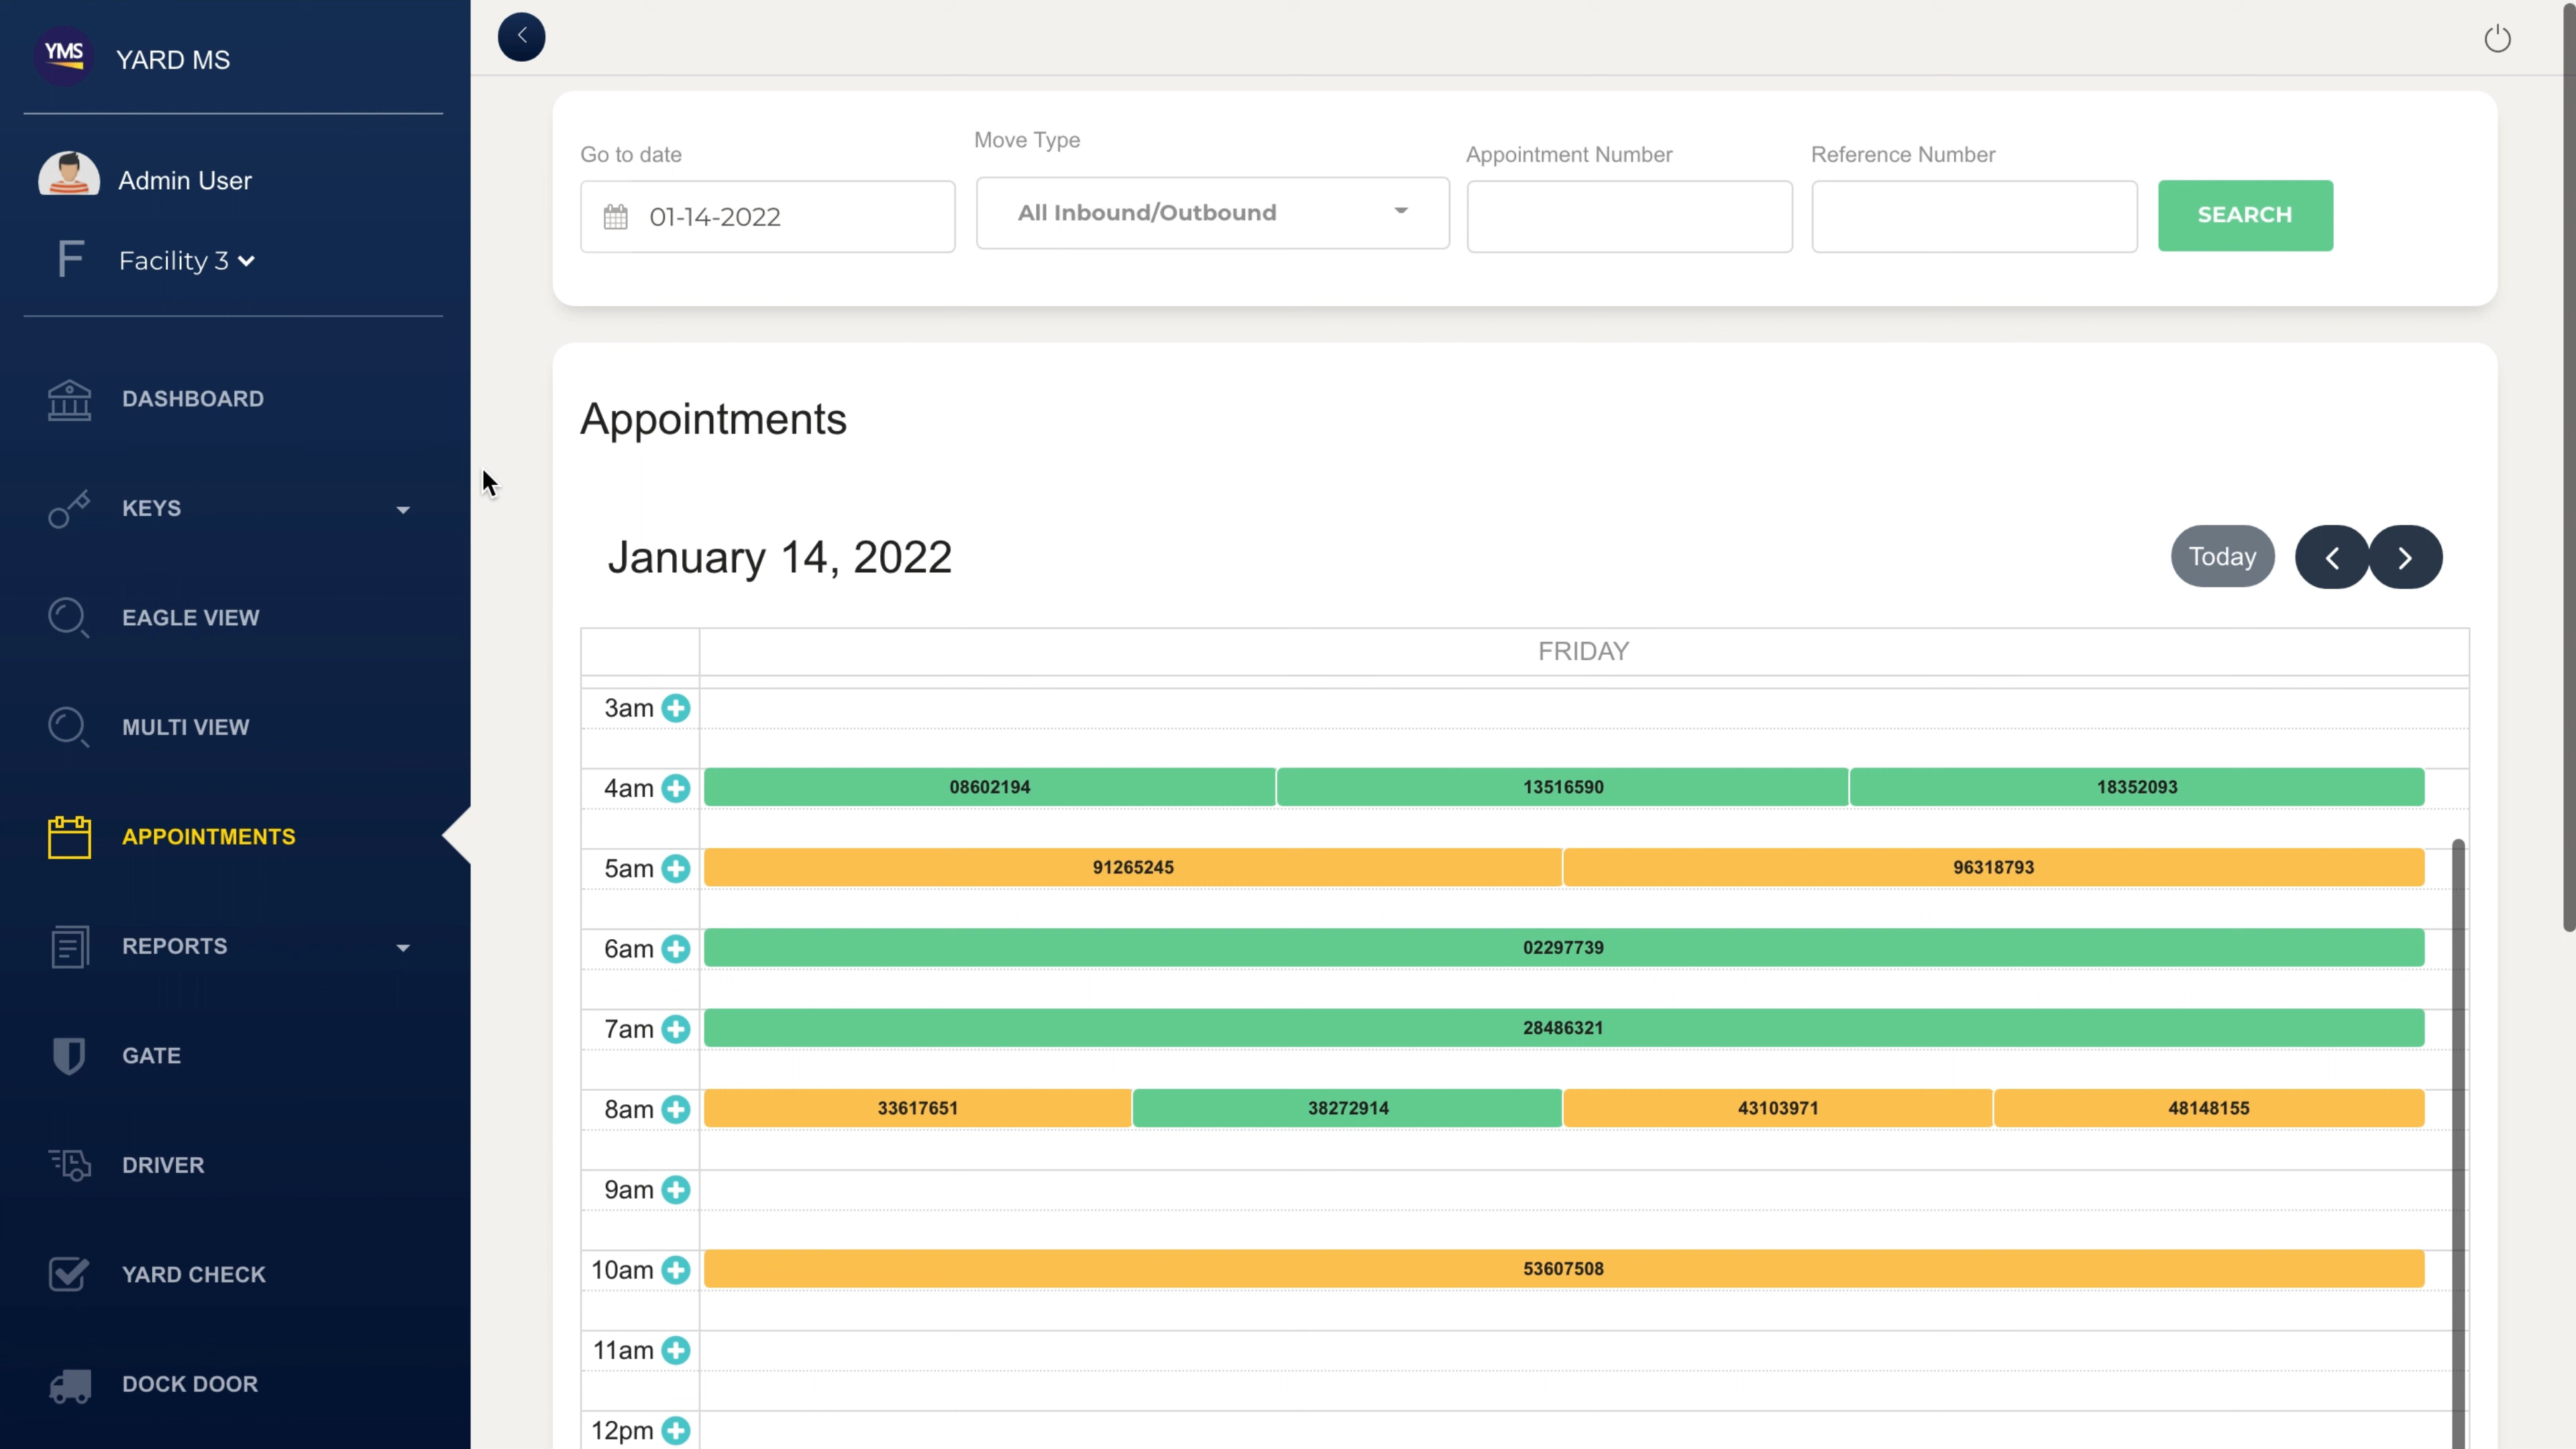 YMS
YARD MS
Admin User
F
Facility 3
DASHBOARD
KEYS
EAGLE VIEW
MULTI VIEW
APPOINTMENTS
REPORTS
GATE
DRIVER
YARD CHECK
DOCK DOOR
Go to date
Move Type
Appointment Number
Reference Number
01-14-2022
All Inbound/Outbound
SEARCH
Appointments
January 14, 2022
Today
FRIDAY
3am
4am 08602194 13516590 18352093
5am 91265245 96318793
6am 02297739
7am 28486321
8am 33617651 38272914 43103971 48148155
9am
10am 53607508
11am
12pm